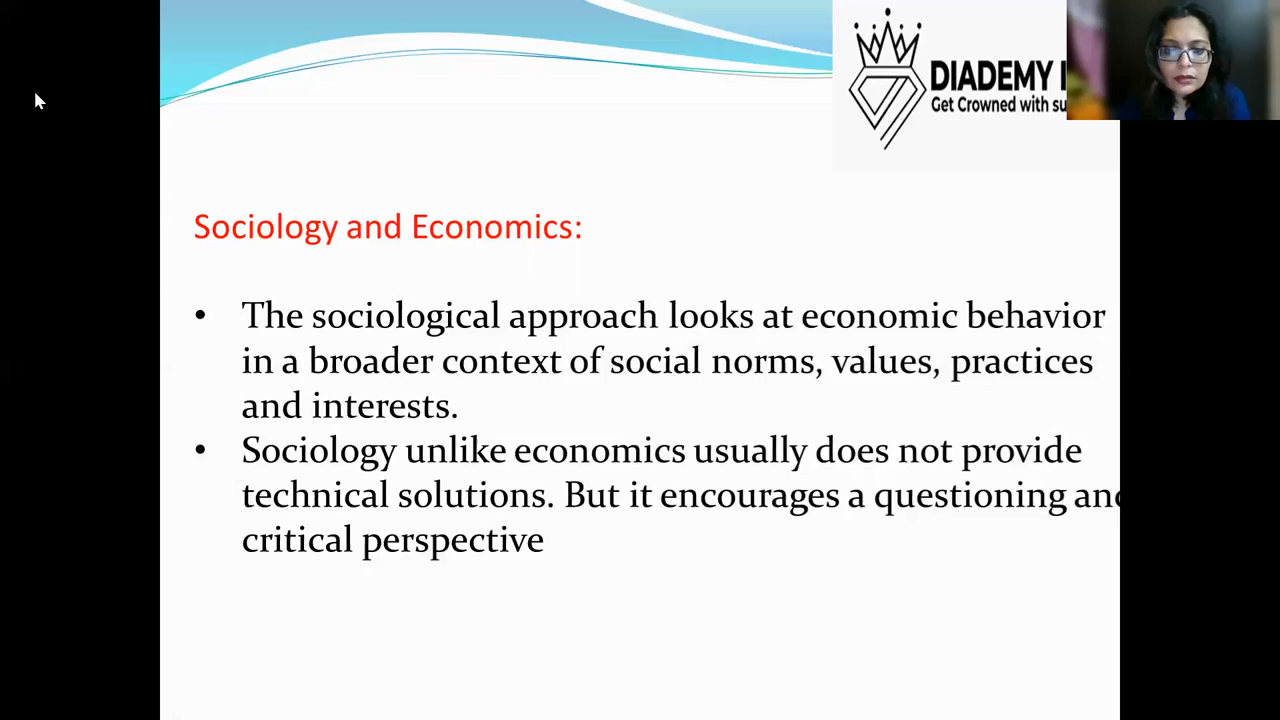 DIADEMY
Get Crowned with
Sociology and Economics:
• The sociological approach looks at economic behavior
in a broader context of social norms, values, practices
and interests.
• Sociology unlike economics usually does not provide
technical solutions. But it encourages a questioning and
critical perspective